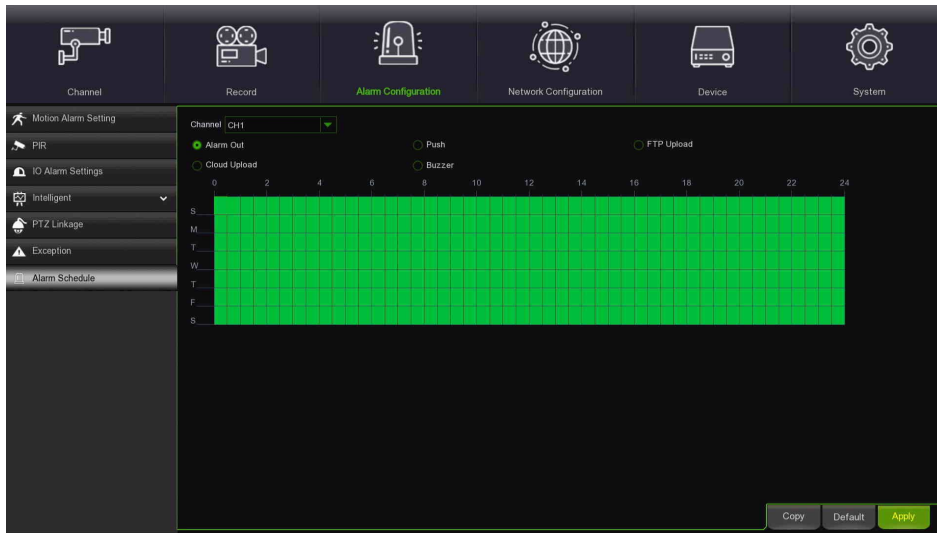 Channel Record Alarm Configuration Network Configuration Device System
Motion Alarm Setting
PIR
IO Alarm Settings
Intelligent
PTZ Linkage
Exception
Alarm Schedule
Channel CH1
Alarm Out Push FTP Upload
Cloud Upload Buzzer
0 2 4 6 8 10 12 14 16 18 20 22 24
S
M
T
W
T
F
S
Copy Default Apply